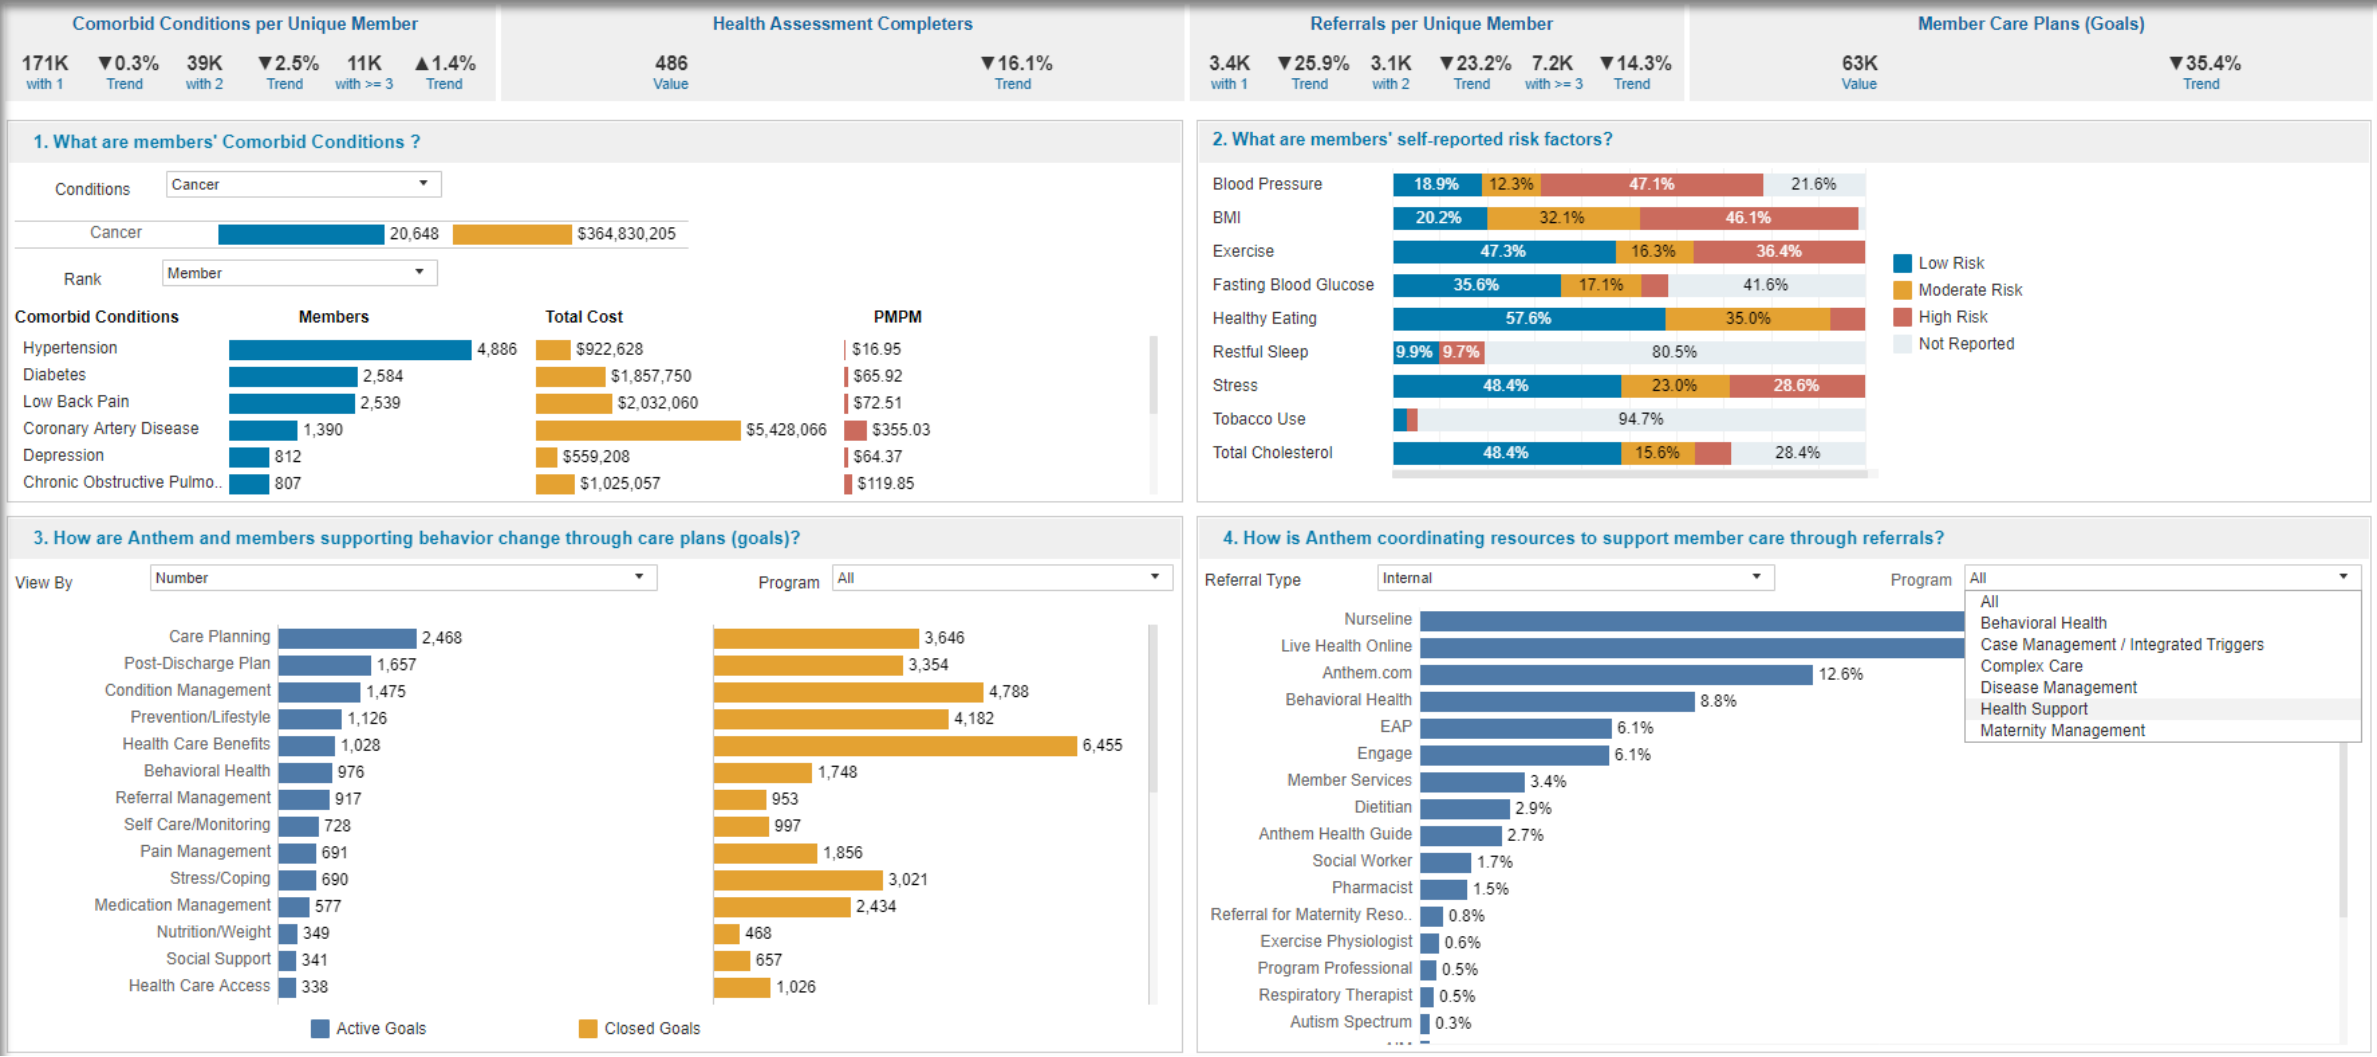 Comorbid Conditions per Unique Member
171K ▼0.3% 39K ▼2.5% 11K ▲1.4%
with 1 Trend with 2 Trend with >= 3 Trend
Health Assessment Completers
486 ▼16.1%
Value Trend
Referrals per Unique Member
3.4K ▼25.9% 3.1K ▼23.2% 7.2K ▼14.3%
with 1 Trend with 2 Trend with >= 3 Trend
Member Care Plans (Goals)
63K ▼35.4%
Value Trend
1. What are members' Comorbid Conditions ?
Conditions Cancer
Cancer 20,648 $364,830,205
Rank Member
Comorbid Conditions Members Total Cost PMPM
Hypertension 4,886 $922,628 $16.95
Diabetes 2,584 $1,857,750 $65.92
Low Back Pain 2,539 $2,032,060 $72.51
Coronary Artery Disease 1,390 $5,428,066 $355.03
Depression 812 $559,208 $64.37
Chronic Obstructive Pulmo.. 807 $1,025,057 $119.85
2. What are members' self-reported risk factors?
Blood Pressure 18.9% 12.3% 47.1% 21.6%
BMI 20.2% 32.1% 46.1%
Exercise 47.3% 16.3% 36.4%
Fasting Blood Glucose 35.6% 17.1% 41.6%
Healthy Eating 57.6% 35.0%
Restful Sleep 9.9% 9.7% 80.5%
Stress 48.4% 23.0% 28.6%
Tobacco Use 94.7%
Total Cholesterol 48.4% 15.6% 28.4%
Low Risk
Moderate Risk
High Risk
Not Reported
3. How are Anthem and members supporting behavior change through care plans (goals)?
View By Number Program All
Care Planning 2,468 3,646
Post-Discharge Plan 1,657 3,354
Condition Management 1,475 4,788
Prevention/Lifestyle 1,126 4,182
Health Care Benefits 1,028 6,455
Behavioral Health 976 1,748
Referral Management 917 953
Self Care/Monitoring 728 997
Pain Management 691 1,856
Stress/Coping 690 3,021
Medication Management 577 2,434
Nutrition/Weight 349 468
Social Support 341 657
Health Care Access 338 1,026
Active Goals Closed Goals
4. How is Anthem coordinating resources to support member care through referrals?
Referral Type Internal Program All
All
Behavioral Health
Case Management / Integrated Triggers
Complex Care
Disease Management
Health Support
Maternity Management
Nurseline
Live Health Online
Anthem.com 12.6%
Behavioral Health 8.8%
EAP 6.1%
Engage 6.1%
Member Services 3.4%
Dietitian 2.9%
Anthem Health Guide 2.7%
Social Worker 1.7%
Pharmacist 1.5%
Referral for Maternity Reso.. 0.8%
Exercise Physiologist 0.6%
Program Professional 0.5%
Respiratory Therapist 0.5%
Autism Spectrum 0.3%